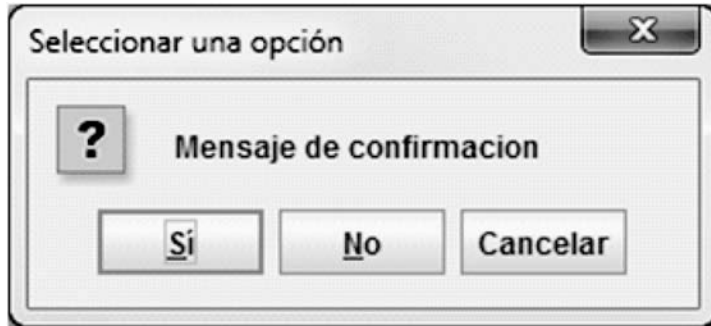 Seleccionar una opción
? Mensaje de confirmacion
Sí No Cancelar